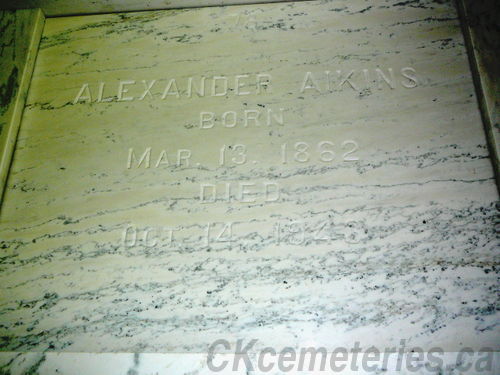 ALEXANDER AIKINS
BORN
MAR. 13. 1862
DIED
OCT. 14.
CKcemeteries.ca